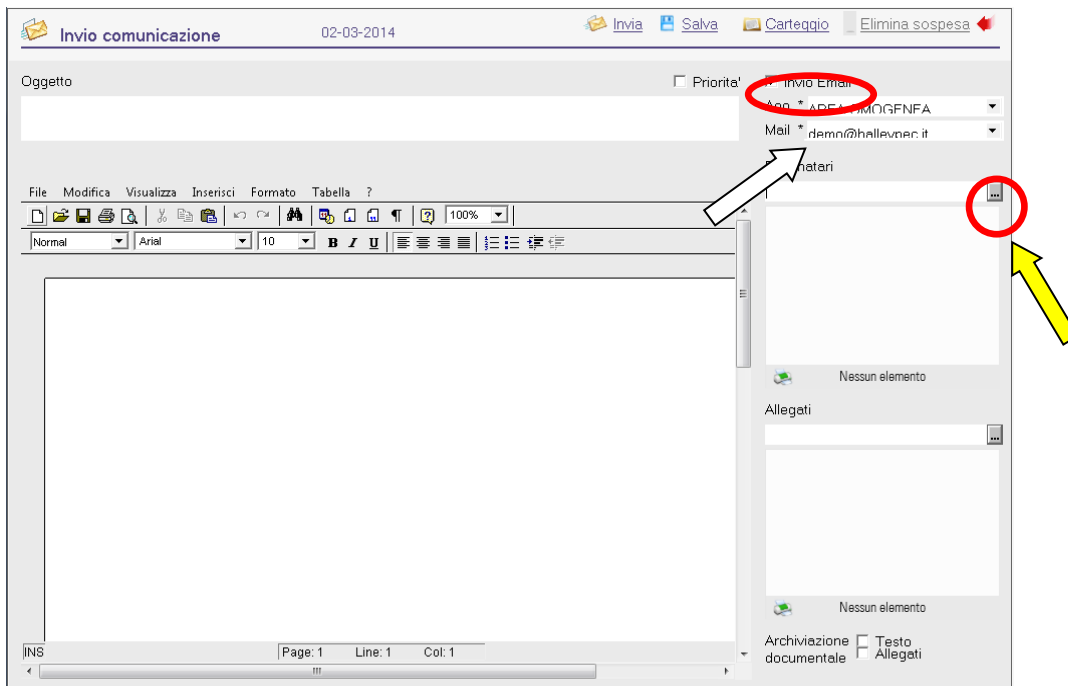 Invio comunicazione 02-03-2014 Invia Salva Carteggio Elimina sospesa
Oggetto Priorita' Invio Email
AREA OMOGENEA
Mail * demo@halleypec.it
File Modifica Visualizza Inserisci Formato Tabella ?
100%
Normal Arial 10 B I U
Nessun elemento
Allegati
...
Nessun elemento
Archiviazione documentale Testo
Allegati
INS Page: 1 Line: 1 Col: 1